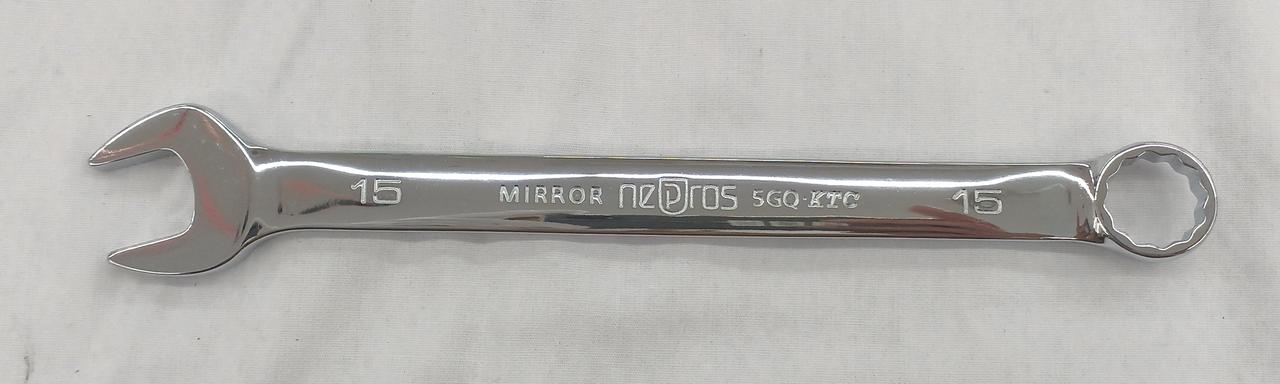 15 MIRROR nepros 5GQ-KTC 15